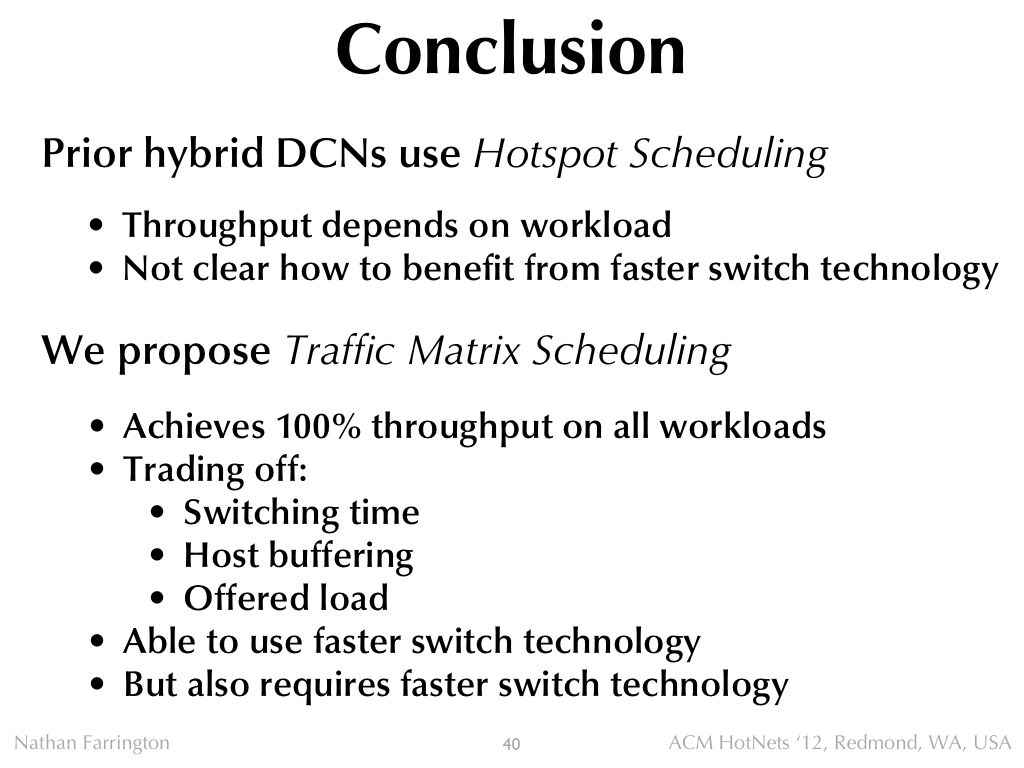 Conclusion
Prior hybrid DCNs use Hotspot Scheduling
• Throughput depends on workload
• Not clear how to benefit from faster switch technology
We propose Traffic Matrix Scheduling
• Achieves 100% throughput on all workloads
• Trading off:
• Switching time
• Host buffering
• Offered load
• Able to use faster switch technology
• But also requires faster switch technology
Nathan Farrington 40 ACM HotNets ‘12, Redmond, WA, USA